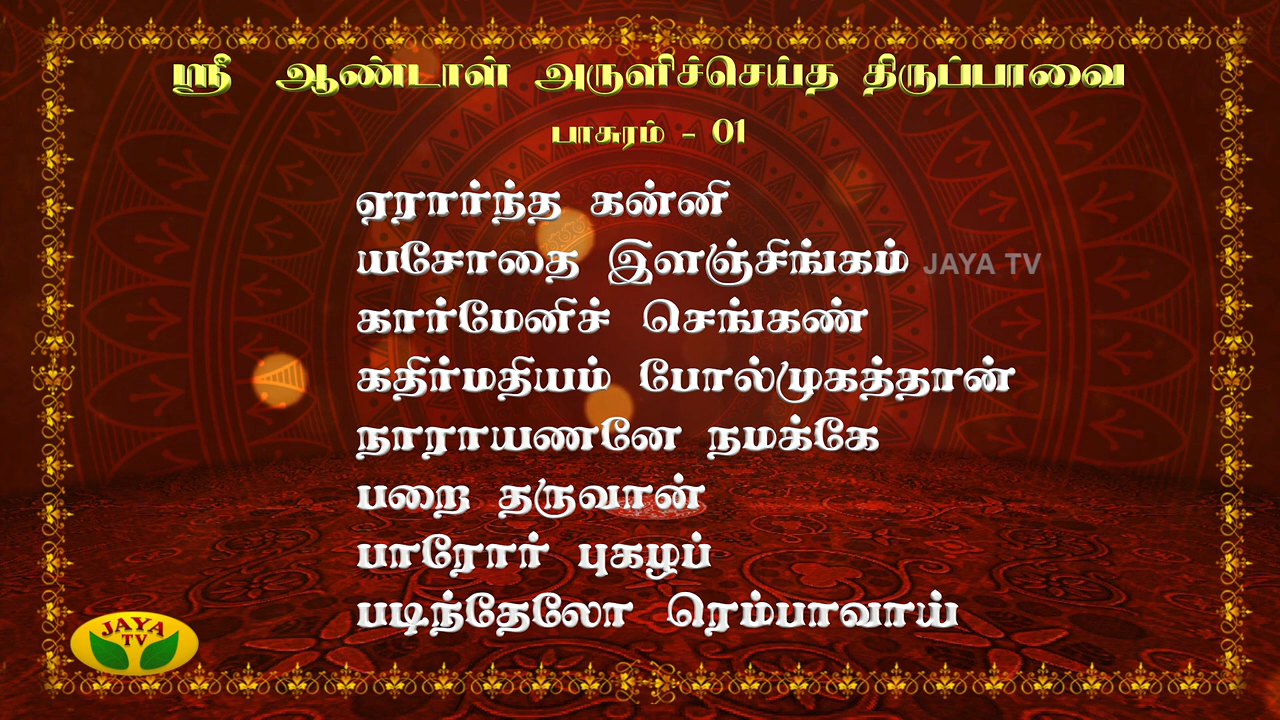 ஸ்ரீ ஆண்டாள் அருளிச்செய்த திருப்பாவை
பாசுரம் - 01
ஏரார்ந்த கன்னி
யசோதை இளஞ்சிங்கம்
JAYA TV
கார்மேனிச் செங்கண்
கதிர்மதியம் போல்முகத்தான்
நாராயணனே நமக்கே
பறை தருவான்
பாரோர் புகழப்
படிந்தேலோ ரெம்பாவாய்
JAYA
TV